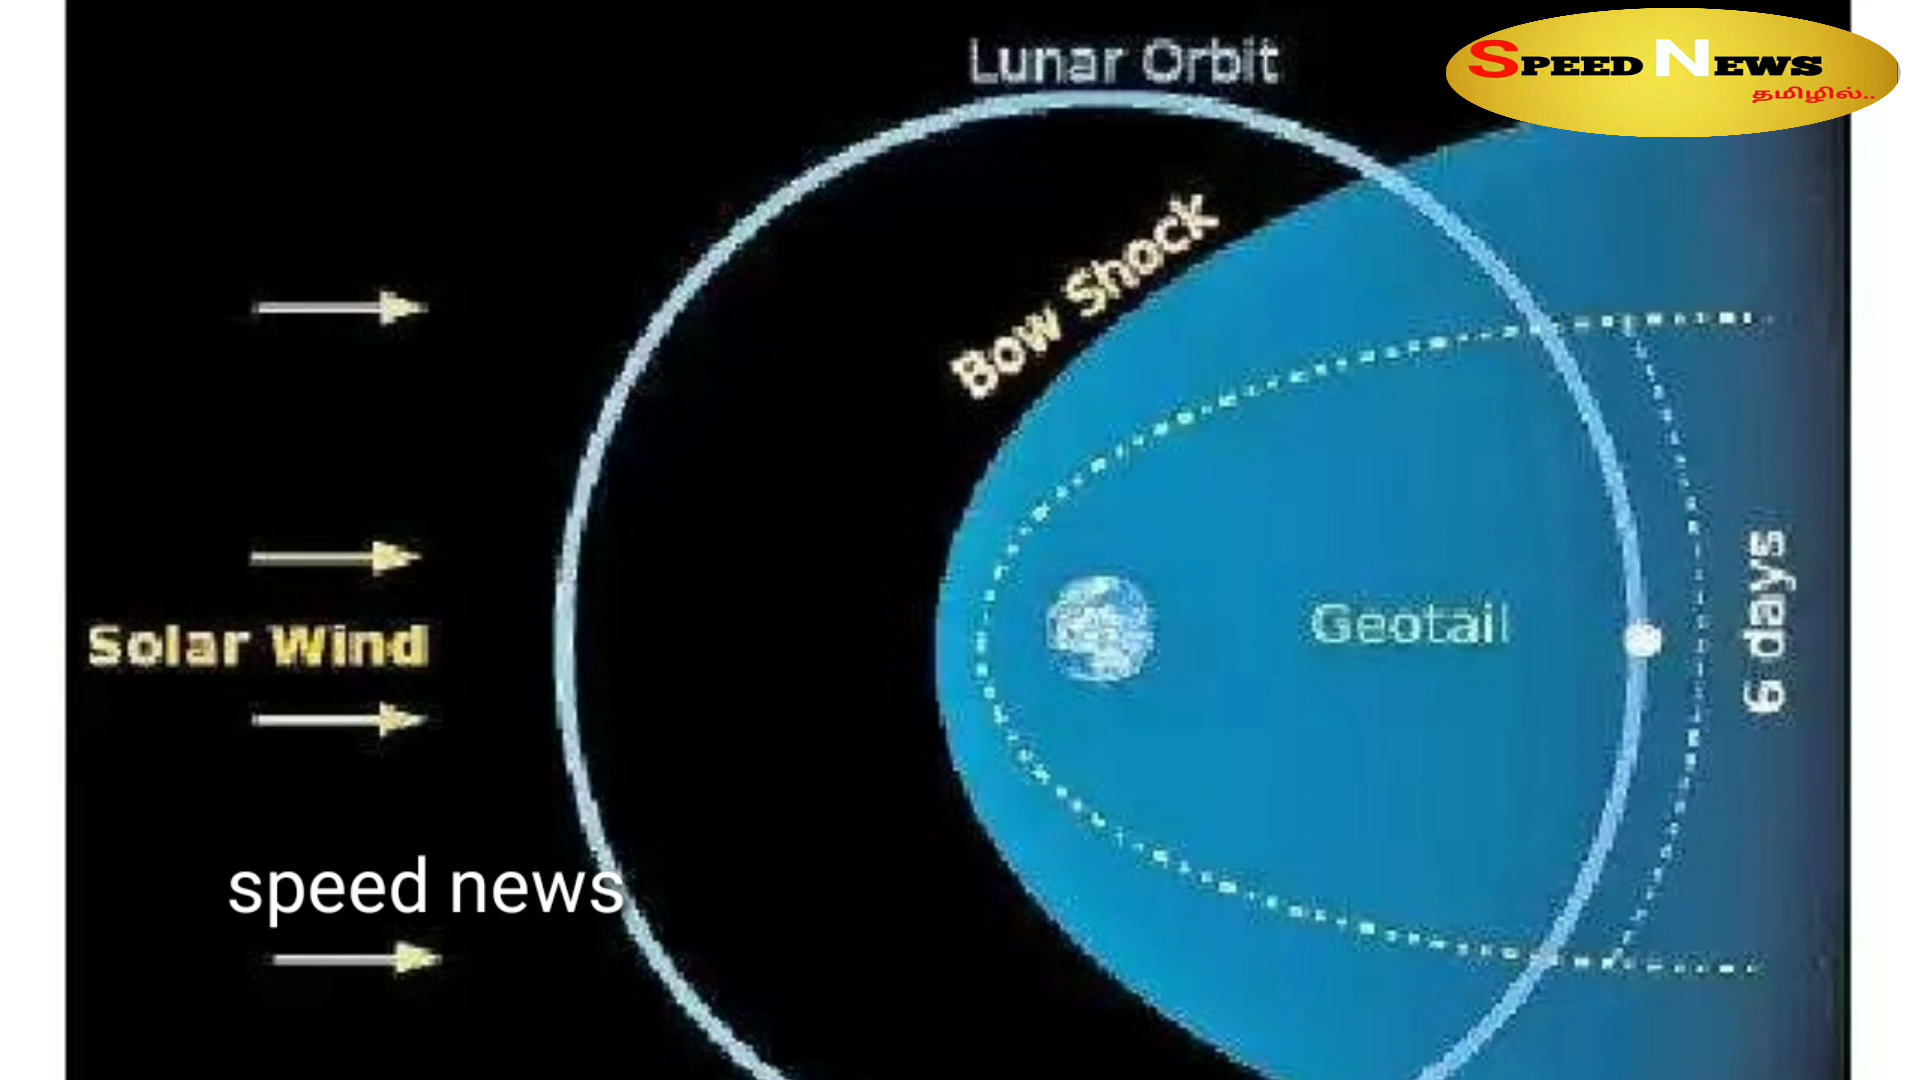 Lunar Orbit
SPEED NEWS
தமிழில்..
Bow Shock
Solar Wind
Geotail
6 days
speed news